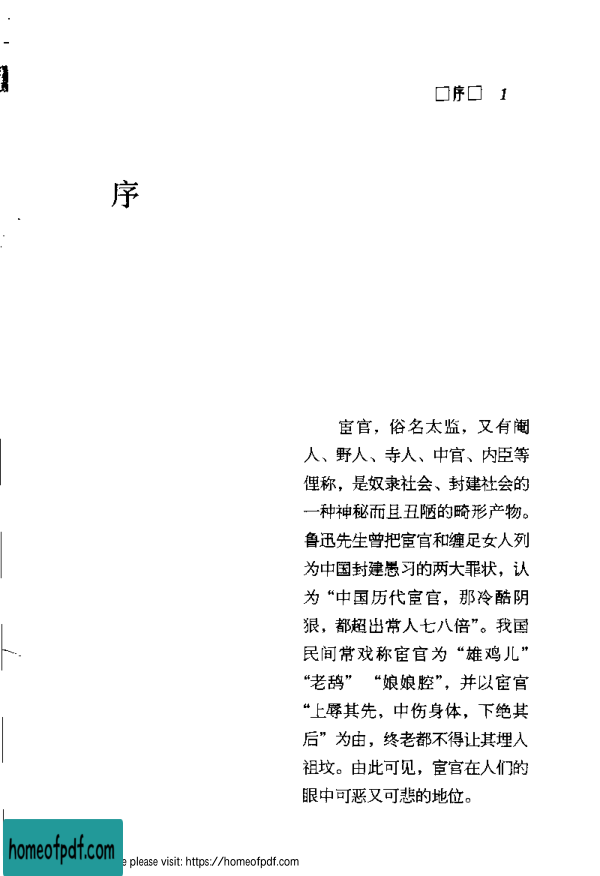 □序□ 1
序
宦官，俗名太监，又有阉
人、野人、寺人、中官、内臣等
俚称，是奴隶社会、封建社会的
一种神秘而且丑陋的畸形产物。
鲁迅先生曾把宦官和缠足女人列
为中国封建愚习的两大罪状，认
为“中国历代宦官，那冷酷阴
狠，都超出常人七八倍”。我国
民间常戏称宦官为“雄鸡儿”
“老鸹” “娘娘腔”，并以宦官
“上辱其先，中伤身体，下绝其
后”为由，终老都不得让其埋入
祖坟。由此可见，宦官在人们的
眼中可恶又可悲的地位。
homeofpdf.com
e please visit: https://homeofpdf.com